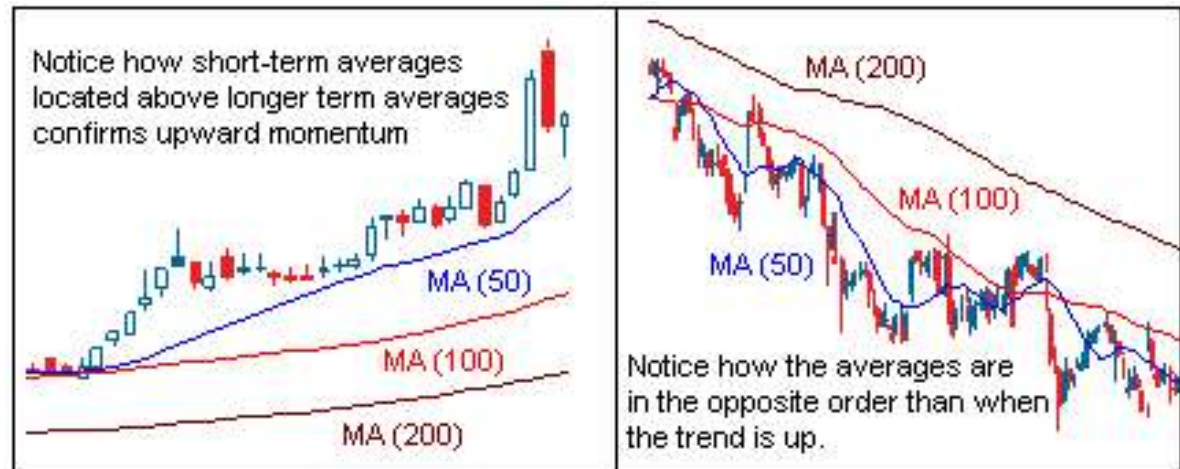 Notice how short-term averages
located above longer term averages
confirms upward momentum
MA (50)
MA (100)
MA (200)
MA (200)
MA (100)
MA (50)
Notice how the averages are
in the opposite order than when
the trend is up.